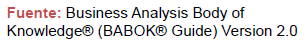 Fuente: Business Analysis Body of
Knowledge® (BABOK® Guide) Version 2.0